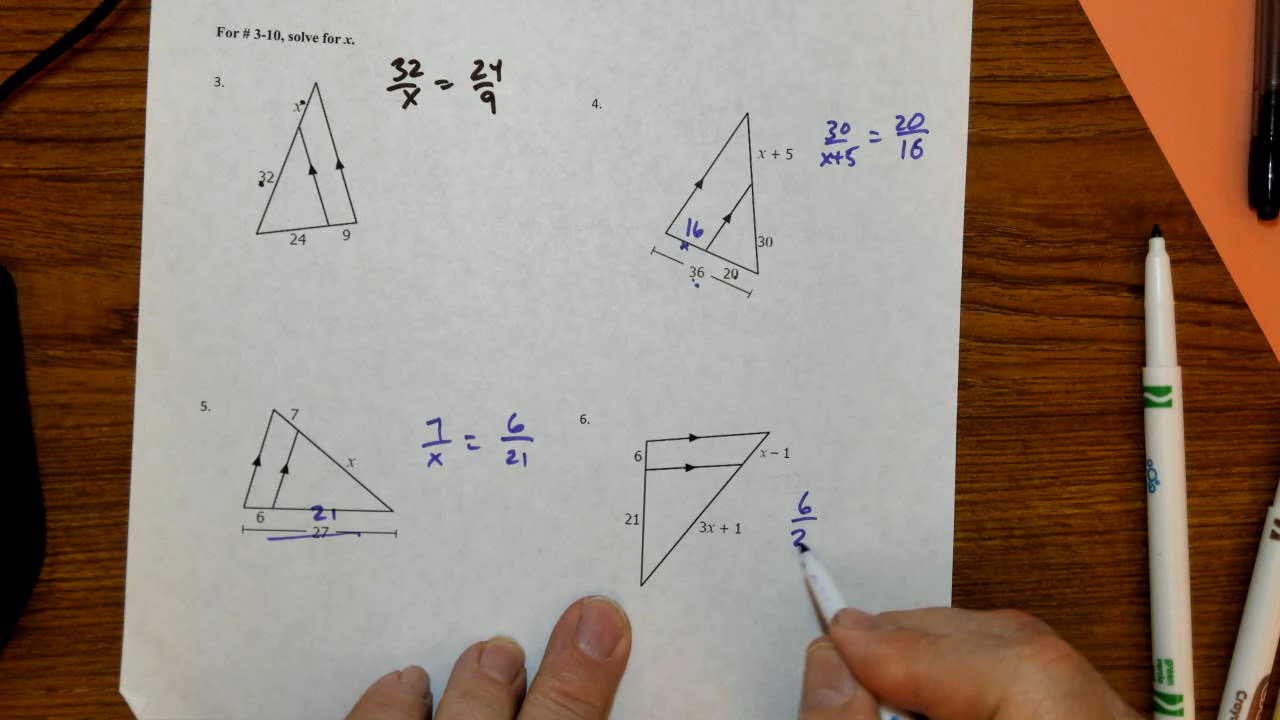 For # 3-10, solve for x.
3.
x
32
24
9
32/x = 24/9
4.
x + 5
16
30
36
20
30/x+5 = 20/16
5.
7
x
6
21
27
7/x = 6/21
6.
6
x – 1
21
3x + 1
6/2